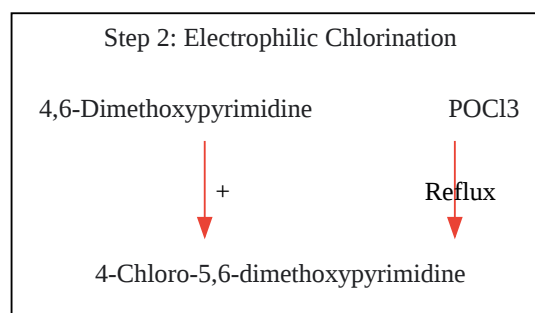 Step 2: Electrophilic Chlorination
4,6-Dimethoxypyrimidine POCl3
+ Reflux
4-Chloro-5,6-dimethoxypyrimidine